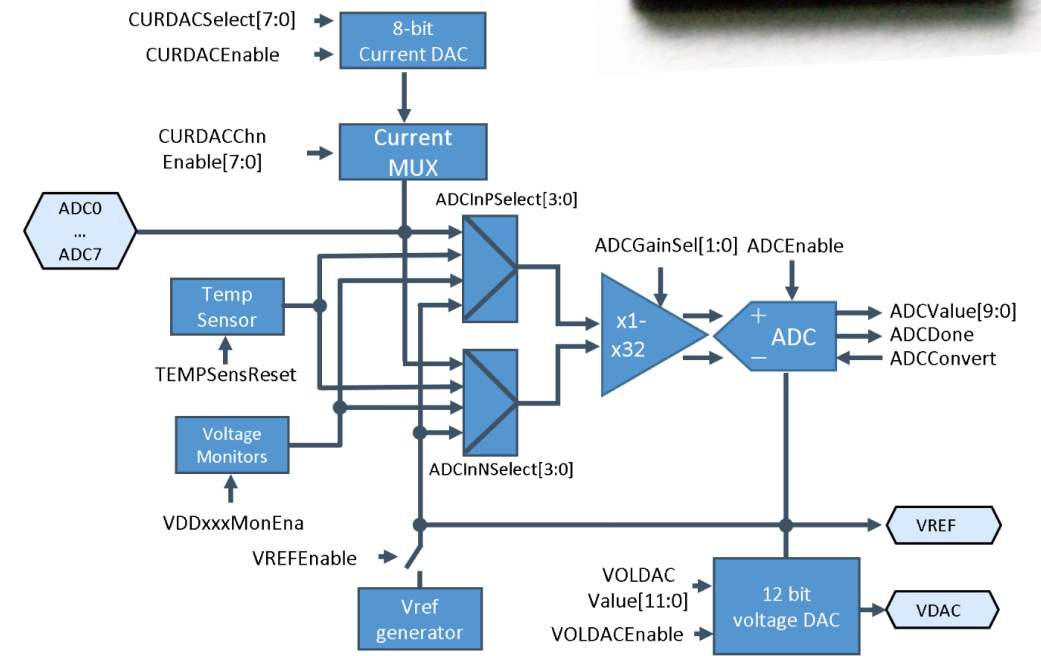 CURDACSelect[7:0]
CURDACEnable
8-bit
Current DAC
CURDACChn
Enable[7:0]
Current
MUX
ADC0
...
ADC7
ADCInPSelect[3:0]
ADCGainSel[1:0]
ADCEnable
Temp
Sensor
TEMPSensReset
x1-
x32
+
ADC
−
ADCValue[9:0]
ADCDone
ADCConvert
Voltage
Monitors
VDDxxxMonEna
ADCInNSelect[3:0]
VREFEnable
Vref
generator
VREF
VOLDAC
Value[11:0]
VOLDACEnable
12 bit
voltage DAC
VDAC